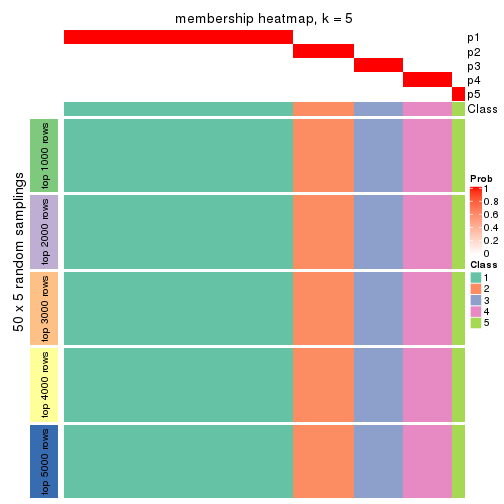 membership heatmap, k = 5
p1
p2
p3
p4
p5
Class
50 x 5 random samplings
top 1000 rows
top 2000 rows
top 3000 rows
top 4000 rows
top 5000 rows
Prob
1
0.8
0.6
0.4
0.2
0
Class
1
2
3
4
5